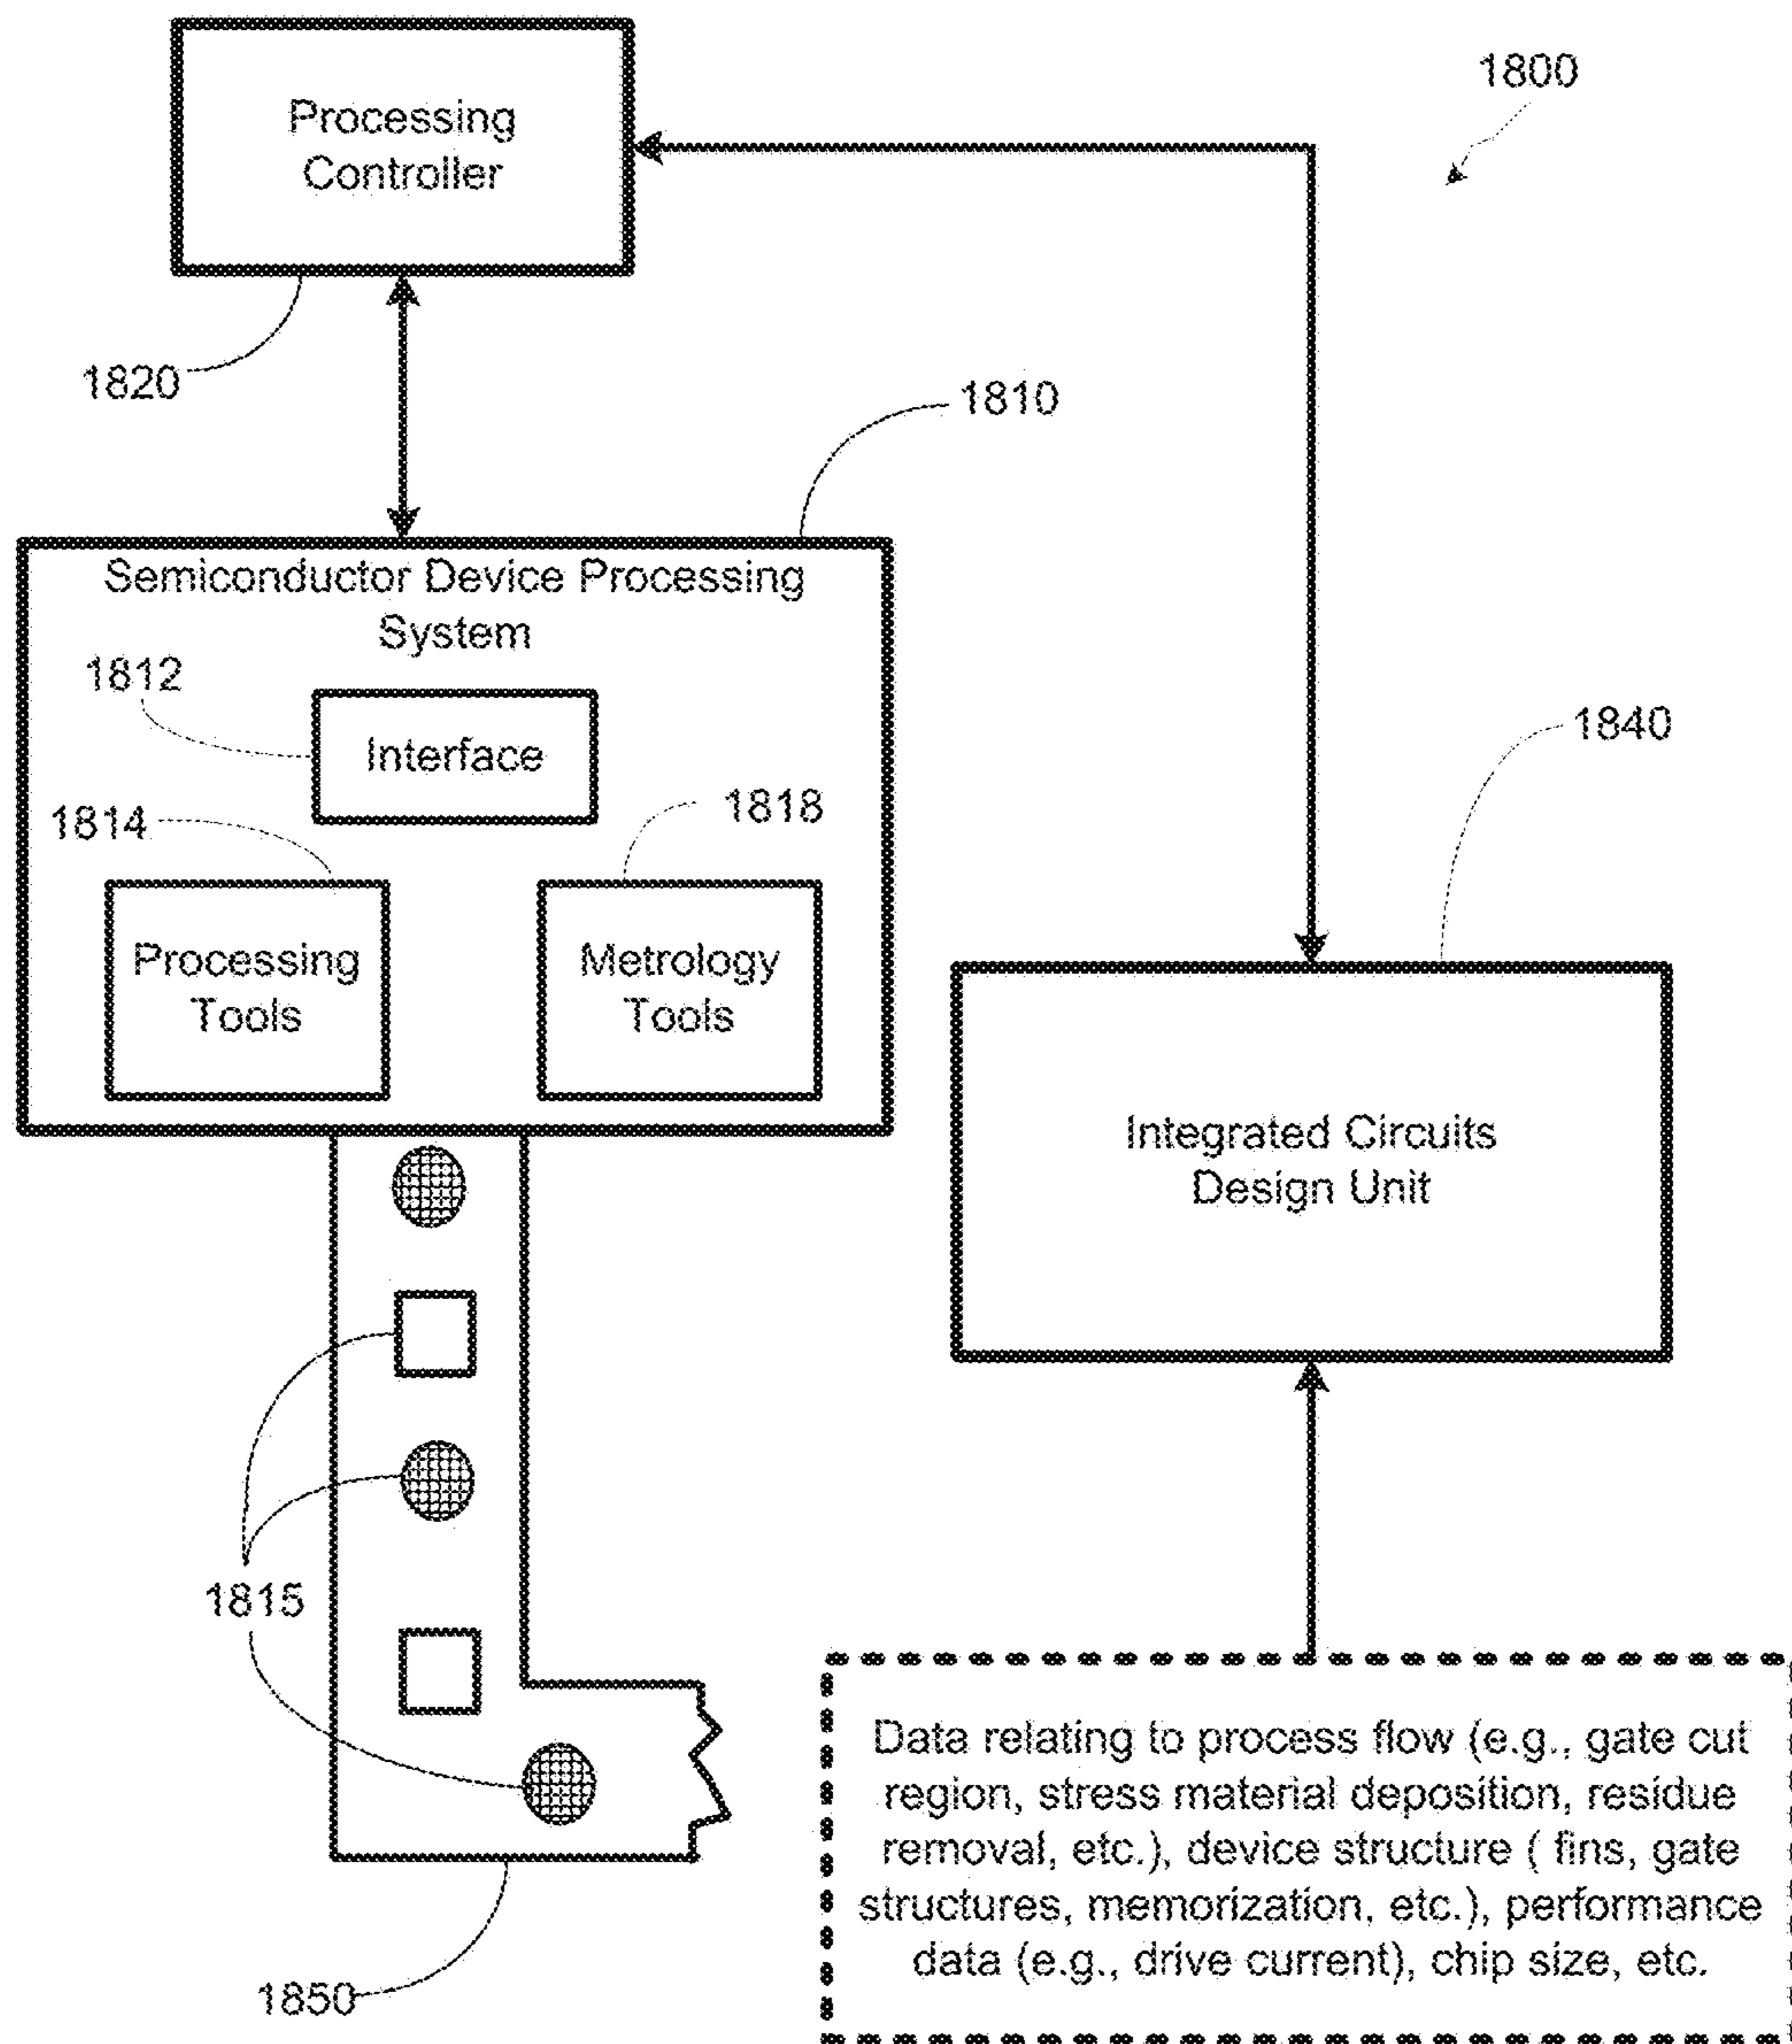 Processing
Controller
1800
1820
1810
Semiconductor Device Processing
System
1812
Interface
1840
1814
1818
Processing
Tools
Metrology
Tools
Integrated Circuits
Design Unit
1815
Data relating to process flow (e.g., gate cut
region, stress material deposition, residue
removal, etc.), device structure ( fins, gate
structures, memorization, etc.), performance
data (e.g., drive current), chip size, etc.
1850